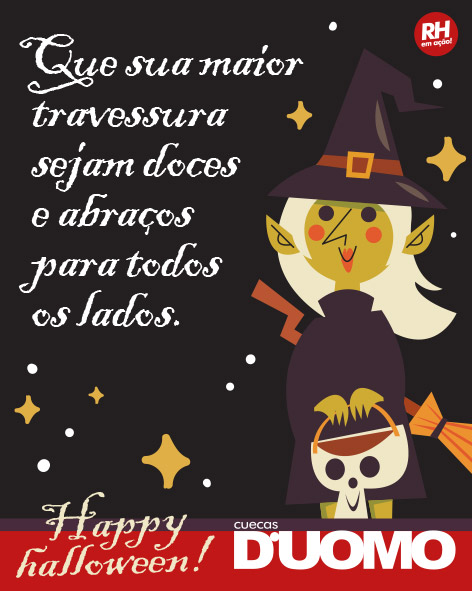 RH
em ação!
Que sua maior
travessura
sejam doces
e abraços
para todos
os lados.
Happy
halloween!
cuecas
D'UOMO